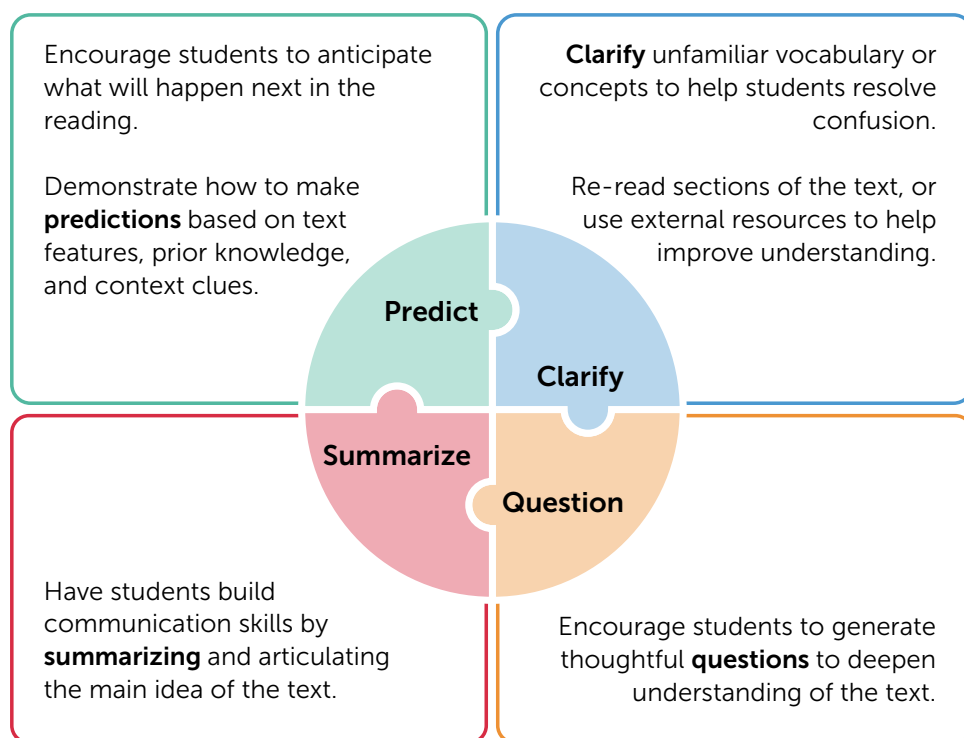 Encourage students to anticipate
what will happen next in the
reading.
Demonstrate how to make
predictions based on text
features, prior knowledge,
and context clues.
Clarify unfamiliar vocabulary or
concepts to help students resolve
confusion.
Re-read sections of the text, or
use external resources to help
improve understanding.
Predict
Clarify
Summarize
Question
Have students build
communication skills by
summarizing and articulating
the main idea of the text.
Encourage students to generate
thoughtful questions to deepen
understanding of the text.